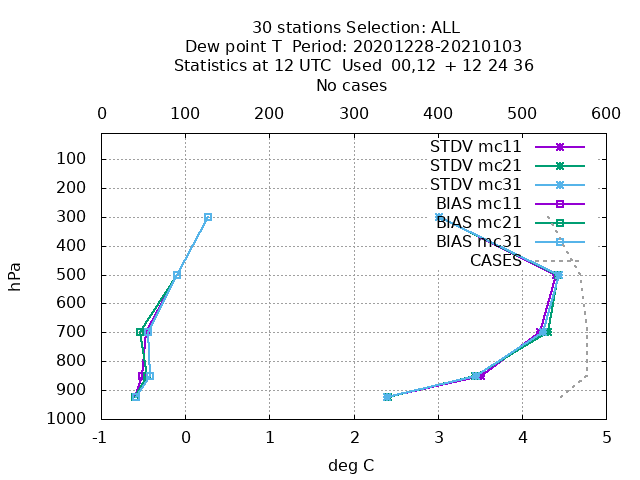 30 stations Selection: ALL
Dew point T  Period: 20201228-20210103
Statistics at 12 UTC  Used  00,12  + 12 24 36
No cases
0 100 200 300 400 500 600
STDV mc11
STDV mc21
STDV mc31
BIAS mc11
BIAS mc21
BIAS mc31
CASES
100
200
300
400
500
600
700
800
900
1000
hPa
-1 0 1 2 3 4 5
deg C